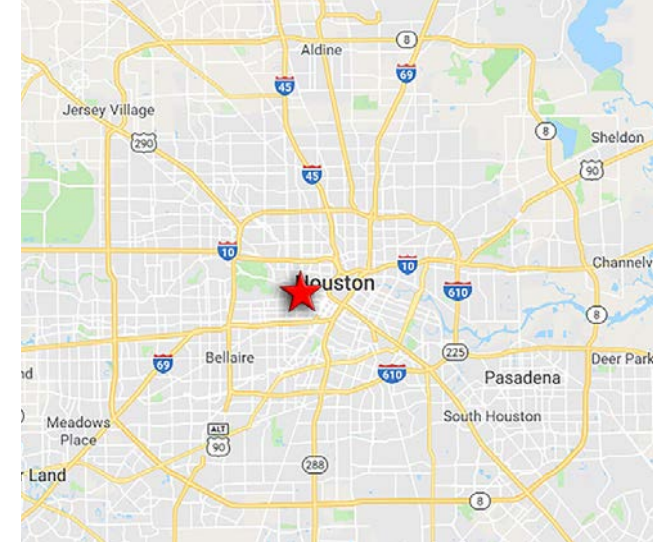 Aldine
8
45
69
Jersey Village
290
8
Sheldon
90
45
10
10
Channelv
ouston
610
8
225
Bellaire
69
610
Deer Park
nd
Pasadena
South Houston
Meadows
Place
ALT
90
288
r Land
8